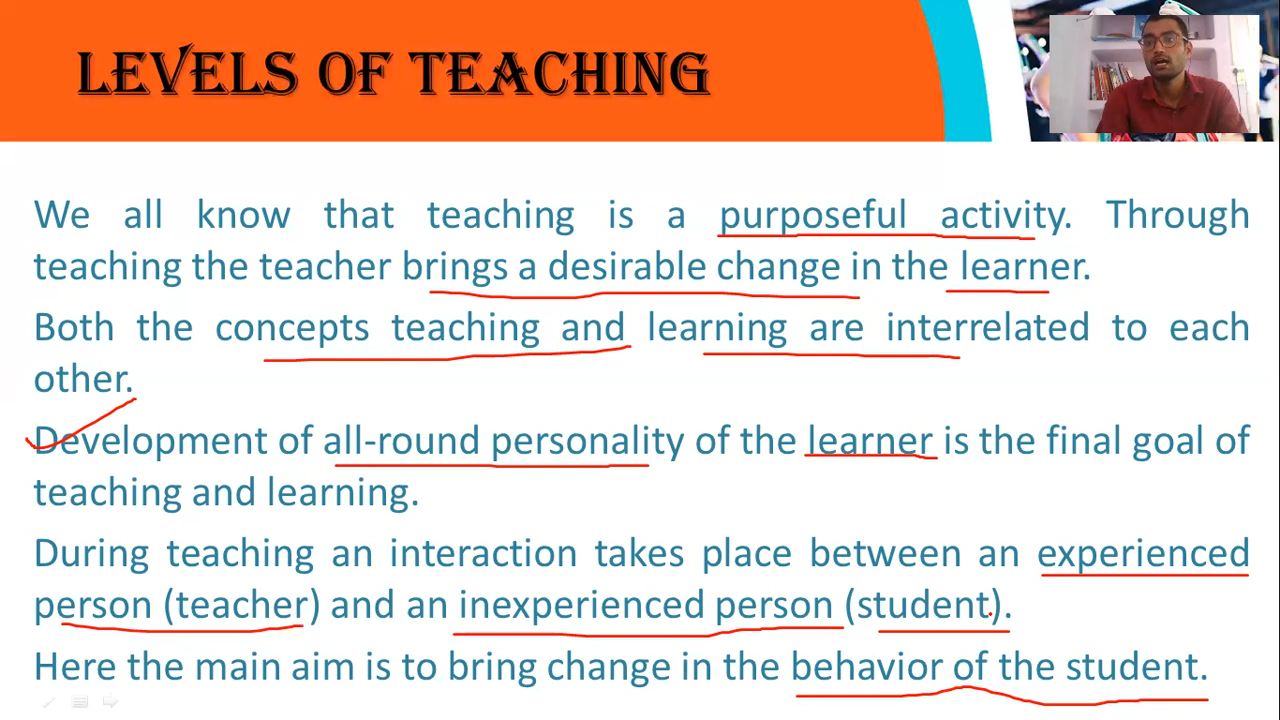 LEVELS OF TEACHING
We all know that teaching is a purposeful activity. Through
teaching the teacher brings a desirable change in the learner.
Both the concepts teaching and learning are interrelated to each
other.
Development of all-round personality of the learner is the final goal of
teaching and learning.
During teaching an interaction takes place between an experienced
person (teacher) and an inexperienced person (student).
Here the main aim is to bring change in the behavior of the student.